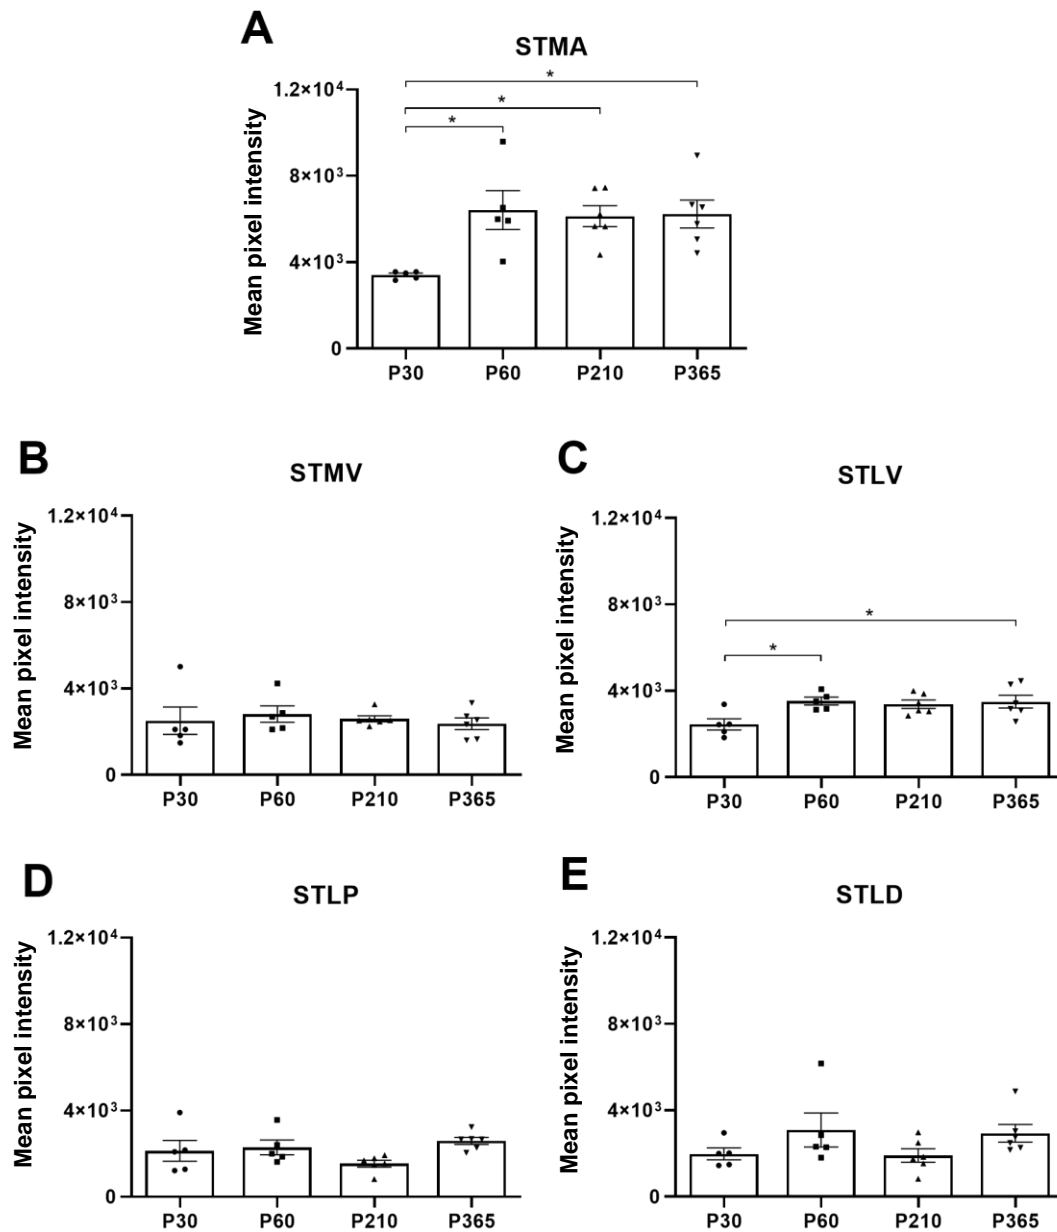 A
STMA
Mean pixel intensity
1.2×10⁴
8×10³
4×10³
0
*
*
*
P30 P60 P210 P365
B
STMV
Mean pixel intensity
1.2×10⁴
8×10³
4×10³
0
P30 P60 P210 P365
C
STLV
Mean pixel intensity
1.2×10⁴
8×10³
4×10³
0
*
*
P30 P60 P210 P365
D
STLP
Mean pixel intensity
1.2×10⁴
8×10³
4×10³
0
P30 P60 P210 P365
E
STLD
Mean pixel intensity
1.2×10⁴
8×10³
4×10³
0
P30 P60 P210 P365